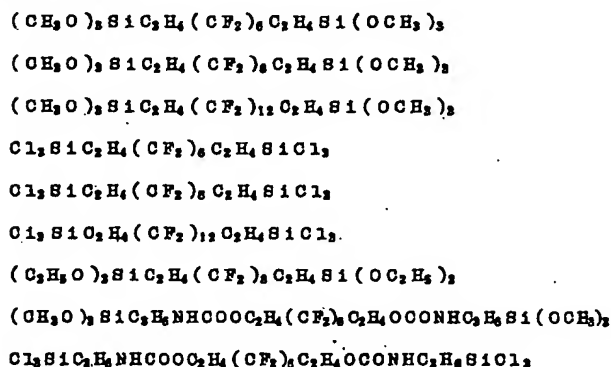 (CH₃O)₃SiC₂H₄(CF₂)₆C₂H₄Si(OCH₃)₃
(CH₃O)₃SiC₂H₄(CF₂)₈C₂H₄Si(OCH₃)₃
(CH₃O)₃SiC₂H₄(CF₂)₁₂C₂H₄Si(OCH₃)₃
Cl₃SiC₂H₄(CF₂)₆C₂H₄SiCl₃
Cl₃SiC₂H₄(CF₂)₈C₂H₄SiCl₃
Cl₃SiC₂H₄(CF₂)₁₂C₂H₄SiCl₃.
(C₂H₅O)₃SiC₂H₄(CF₂)₈C₂H₄Si(OC₂H₅)₃
(CH₃O)₃SiC₃H₆NHCOOC₂H₄(CF₂)₆C₂H₄OCONHC₃H₆Si(OCH₃)₃
Cl₃SiC₃H₆NHCOOC₂H₄(CF₂)₆C₂H₄OCONHC₃H₆SiCl₃